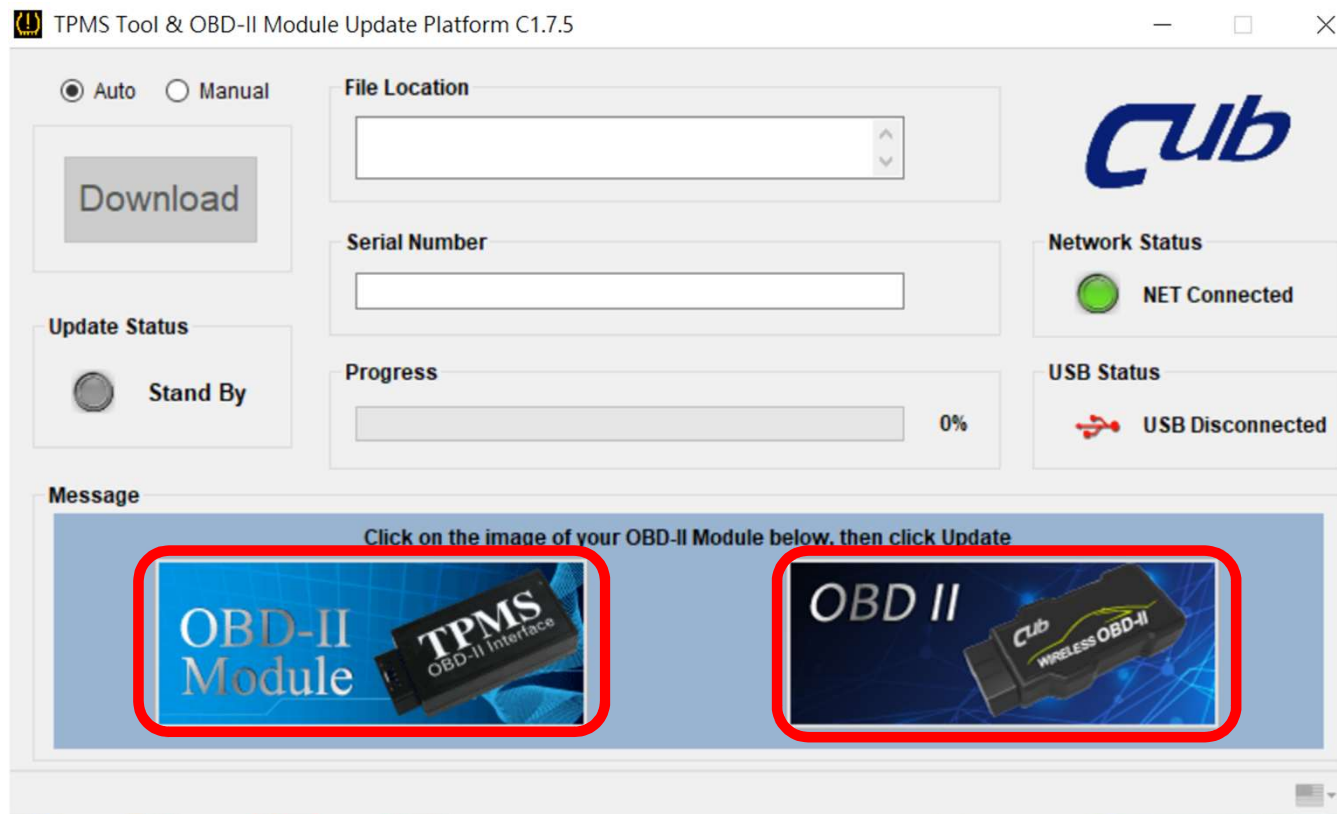 TPMS Tool & OBD-II Module Update Platform C1.7.5
Auto
Manual
File Location
Cub
Download
Serial Number
Network Status
NET Connected
Update Status
Stand By
Progress
0%
USB Status
USB Disconnected
Message
Click on the image of your OBD-II Module below, then click Update
OBD-II
Module
TPMS
OBD-II Interface
OBD II
Cub
WIRELESS OBD-II